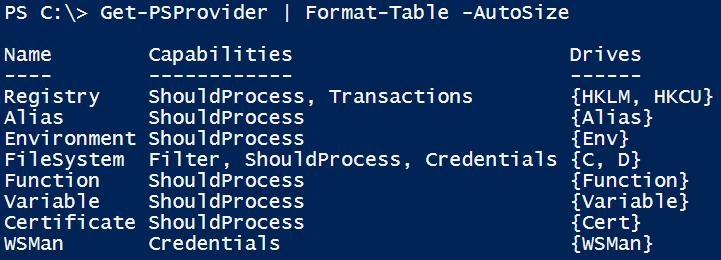 PS C:\> Get-PSProvider | Format-Table -AutoSize
Name Capabilities Drives
---- ------------ ------
Registry ShouldProcess, Transactions {HKLM, HKCU}
Alias ShouldProcess {Alias}
Environment ShouldProcess {Env}
FileSystem Filter, ShouldProcess, Credentials {C, D}
Function ShouldProcess {Function}
Variable ShouldProcess {Variable}
Certificate ShouldProcess {Cert}
WSMan Credentials {WSMan}